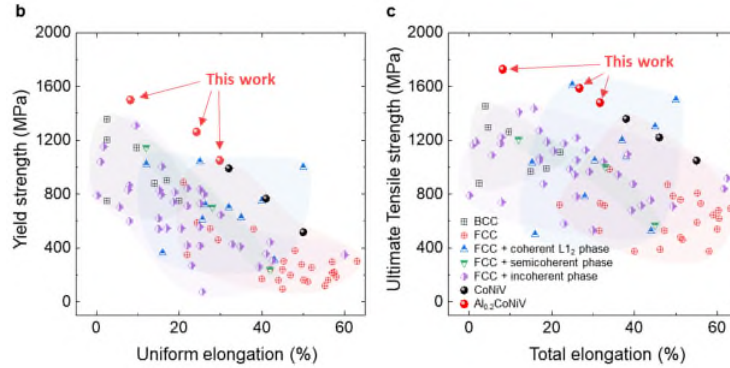 b
2000
1600
1200
800
400
0
Yield strength (MPa)
This work
0
20
40
60
Uniform elongation (%)
c
2000
1600
1200
800
400
0
Ultimate Tensile strength (MPa)
This work
BCC
FCC
FCC + coherent L1₂ phase
FCC + semicoherent phase
FCC + incoherent phase
CoNiV
Al₀.₂CoNiV
0
20
40
60
Total elongation (%)